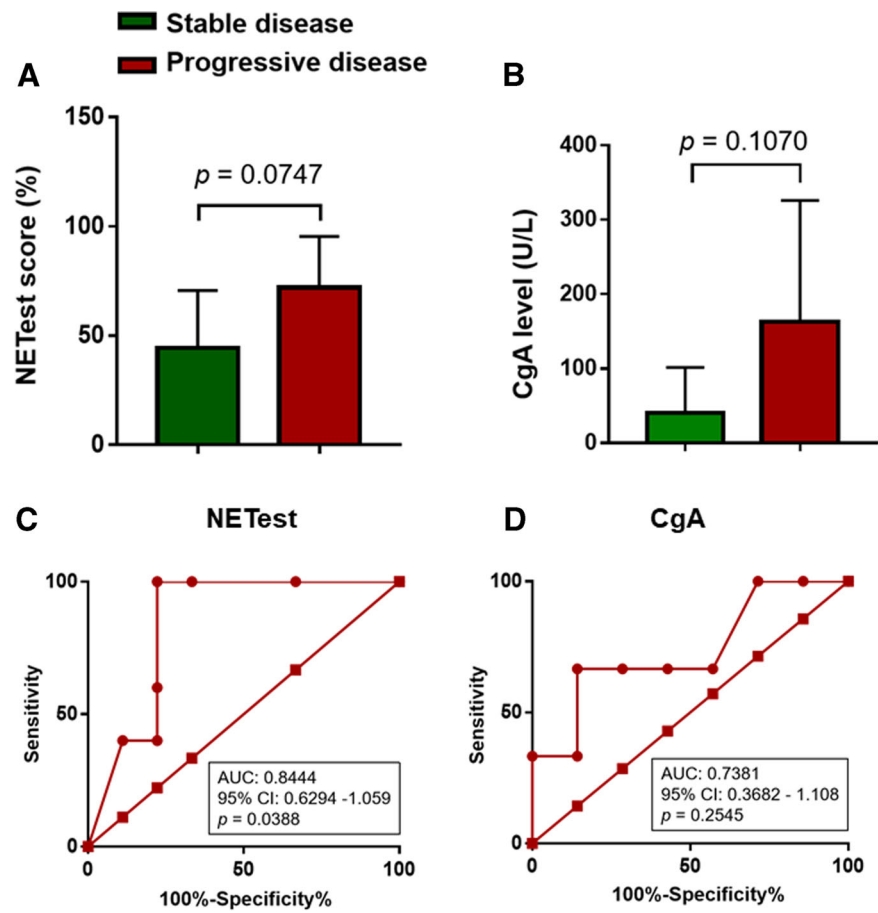 Stable disease
Progressive disease
A
B
150
100
50
0
NETest score (%)
p = 0.0747
400
300
200
100
0
CgA level (U/L)
p = 0.1070
C
NETest
D
CgA
100
50
0
Sensitivity
0
50
100
100%-Specificity%
AUC: 0.8444
95% CI: 0.6294 -1.059
p = 0.0388
100
50
0
Sensitivity
0
50
100
100%-Specificity%
AUC: 0.7381
95% CI: 0.3682 - 1.108
p = 0.2545